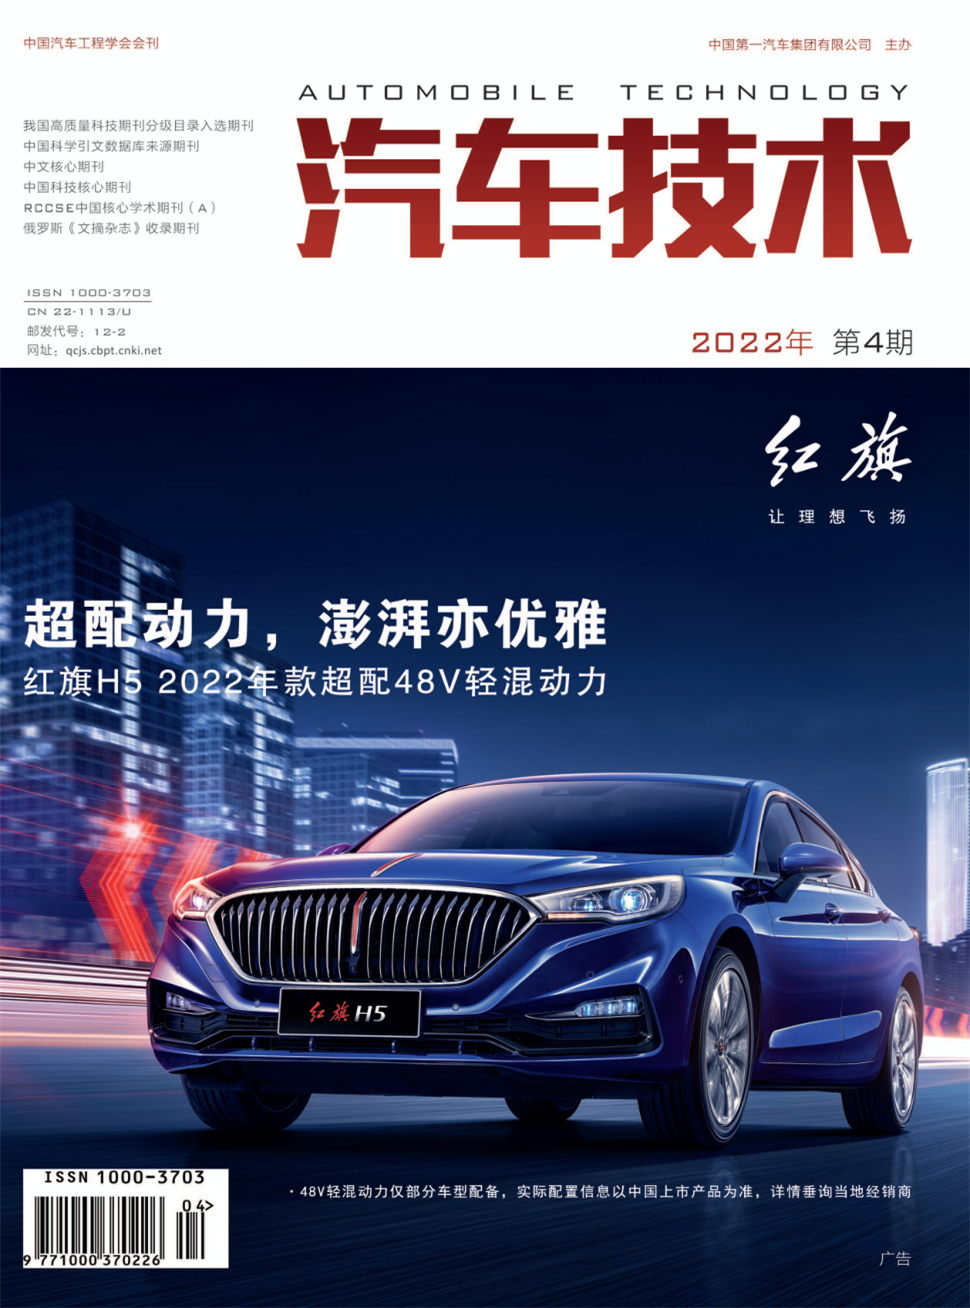 中国汽车工程学会会刊
中国第一汽车集团有限公司 主办
AUTOMOBILE TECHNOLOGY
汽车技术
我国高质量科技期刊分级目录入选期刊
中国科学引文数据库来源期刊
中文核心期刊
中国科技核心期刊
RCCSE中国核心学术期刊（A）
俄罗斯《文摘杂志》收录期刊
ISSN 1000-3703
CN 22-1113/U
邮发代号：12-2
网址：qcjs.cbpt.cnki.net
2022年 第4期
红旗
让理想飞扬
超配动力，澎湃亦优雅
红旗H5 2022年款超配48V轻混动力
红旗 H5
ISSN 1000-3703
04>
9 771000 370226
·48V轻混动力仅部分车型配备，实际配置信息以中国上市产品为准，详情垂询当地经销商
广告